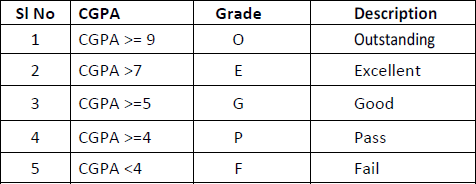 Sl No CGPA Grade Description
1 CGPA >= 9 O Outstanding
2 CGPA >7 E Excellent
3 CGPA >=5 G Good
4 CGPA >=4 P Pass
5 CGPA <4 F Fail